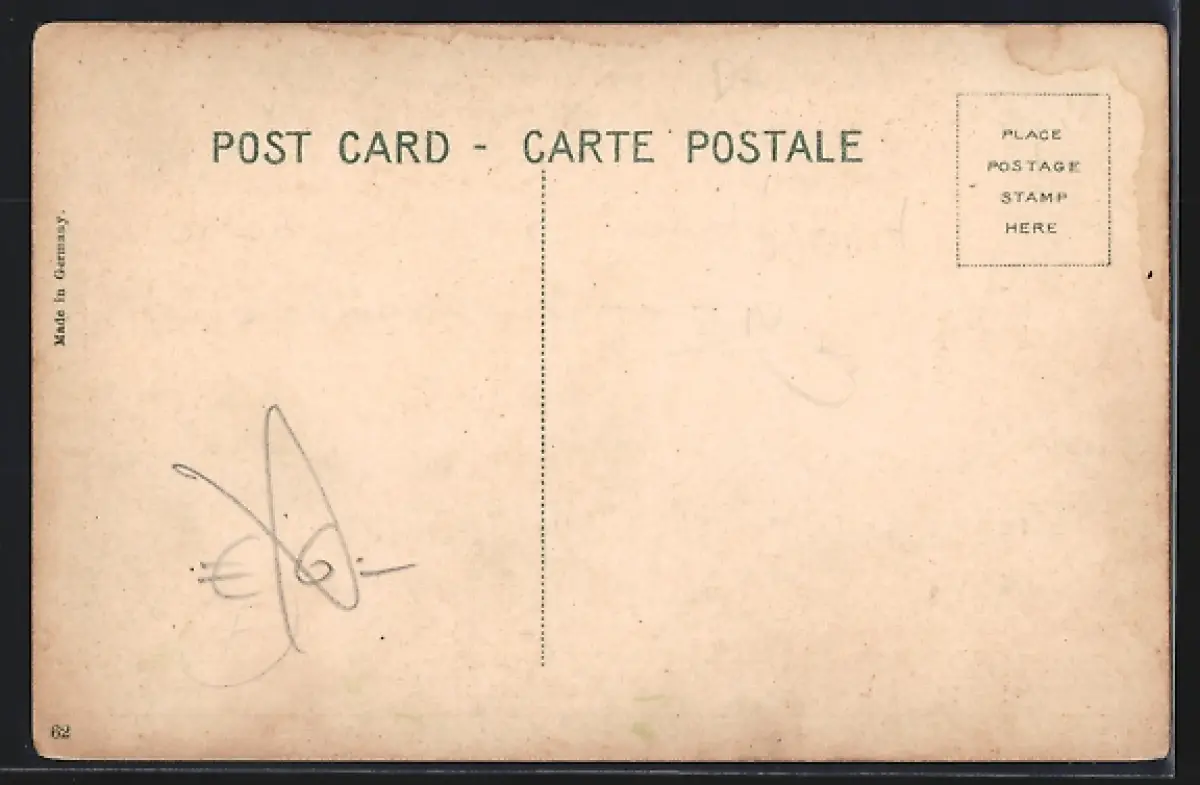 POST CARD - CARTE POSTALE
PLACE
POSTAGE
STAMP
HERE
Made in Germany.
62